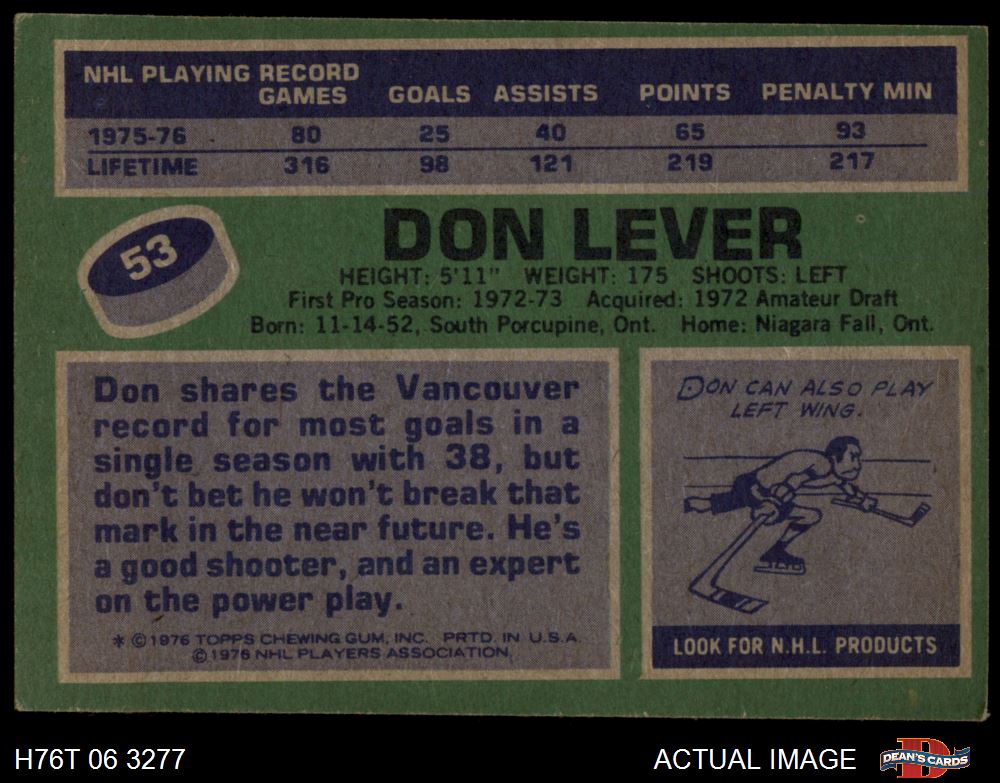 NHL PLAYING RECORD
GAMES GOALS ASSISTS POINTS PENALTY MIN
1975-76 80 25 40 65 93
LIFETIME 316 98 121 219 217
53
DON LEVER
HEIGHT: 5'11" WEIGHT: 175 SHOOTS: LEFT
First Pro Season: 1972-73 Acquired: 1972 Amateur Draft
Born: 11-14-52, South Porcupine, Ont. Home: Niagara Fall, Ont.
Don shares the Vancouver
record for most goals in a
single season with 38, but
don't bet he won't break that
mark in the near future. He's
a good shooter, and an expert
on the power play.
* ©1976 TOPPS CHEWING GUM, INC. PRTD. IN U.S.A.
©1976 NHL PLAYERS ASSOCIATION.
DON CAN ALSO PLAY
LEFT WING.
LOOK FOR N.H.L. PRODUCTS
H76T 06 3277
ACTUAL IMAGE
DEAN'S CARDS